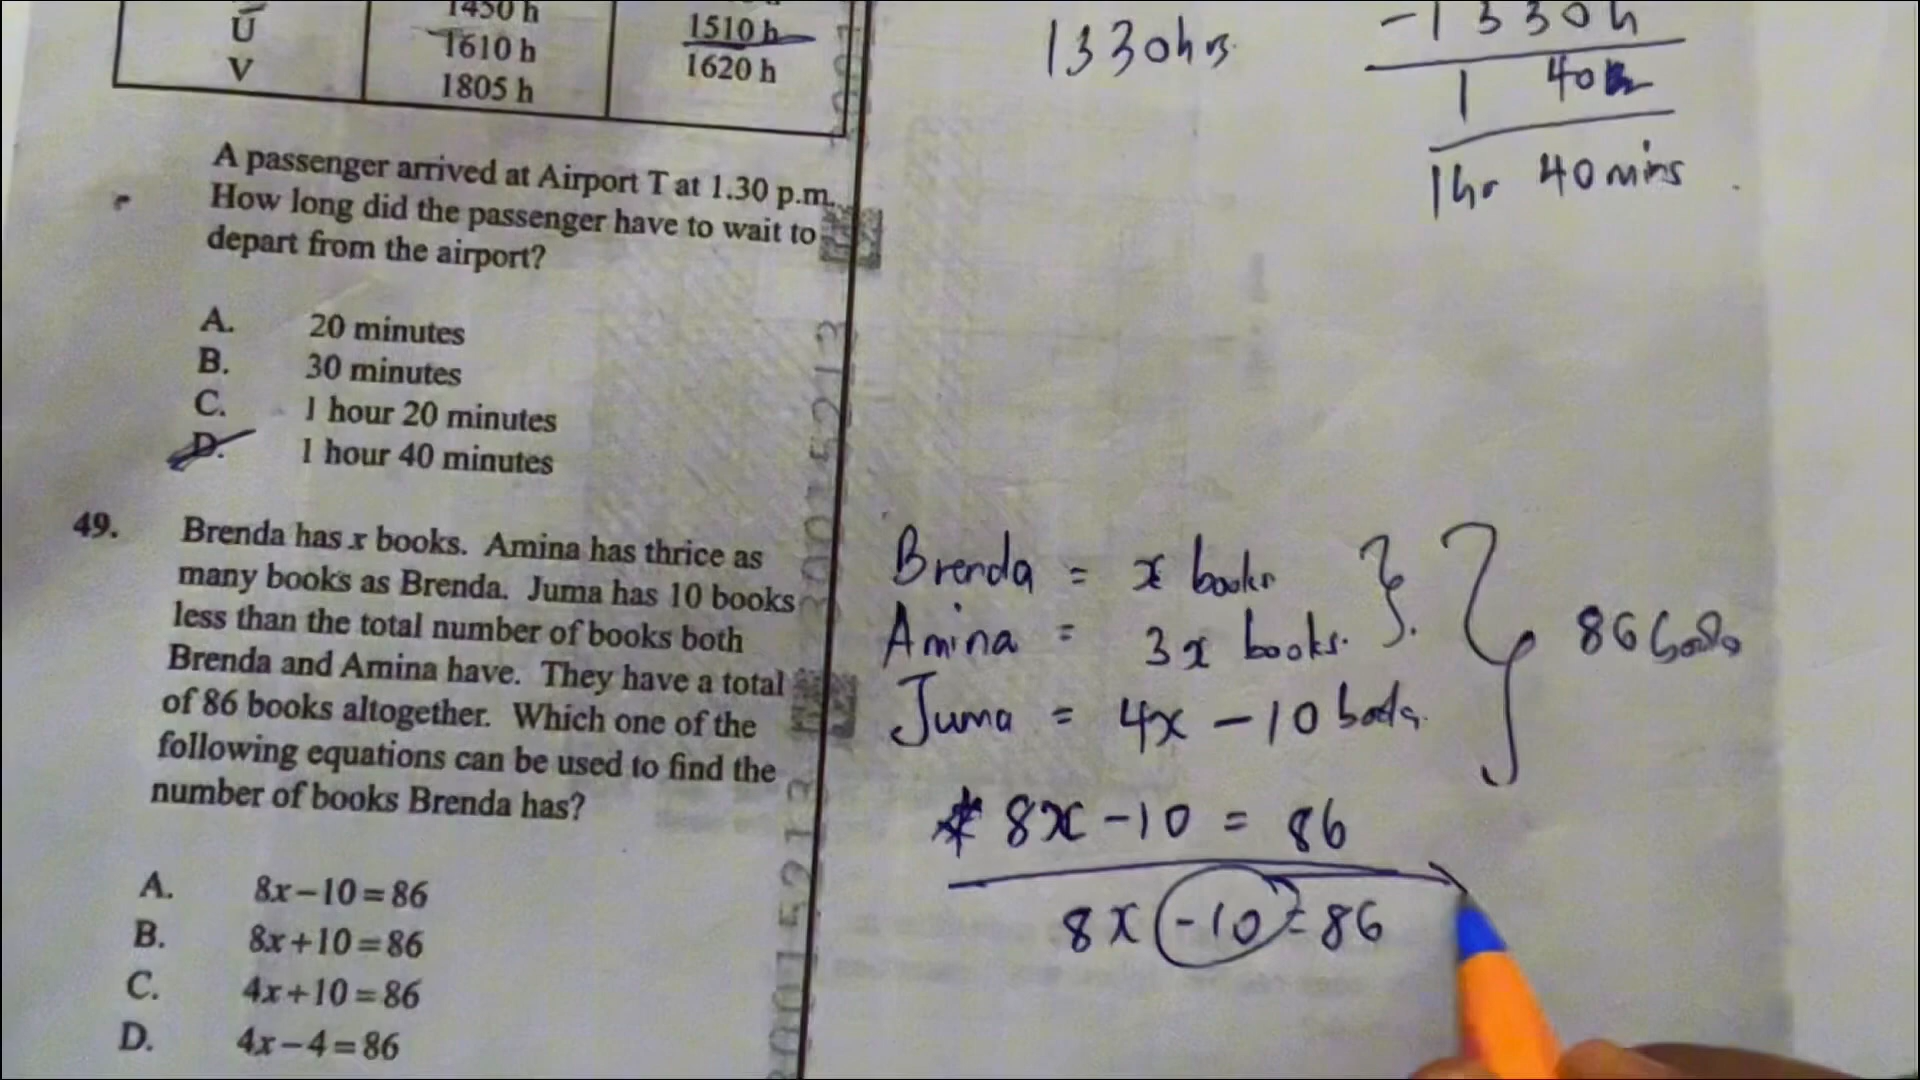 U
V
1450 h
1610 h
1805 h
1510 h
1620 h
A passenger arrived at Airport T at 1.30 p.m.
How long did the passenger have to wait to
depart from the airport?
A. 20 minutes
B. 30 minutes
C. 1 hour 20 minutes
D. 1 hour 40 minutes
49. Brenda has x books. Amina has thrice as
many books as Brenda. Juma has 10 books
less than the total number of books both
Brenda and Amina have. They have a total
of 86 books altogether. Which one of the
following equations can be used to find the
number of books Brenda has?
A. 8x-10=86
B. 8x+10=86
C. 4x+10=86
D. 4x-4=86
1330hrs
-1330h
1 40
1hr 40mins
Brenda = x books
Amina = 3x books.
Juma = 4x - 10 books.
86 books
* 8x - 10 = 86
8x - 10 = 86